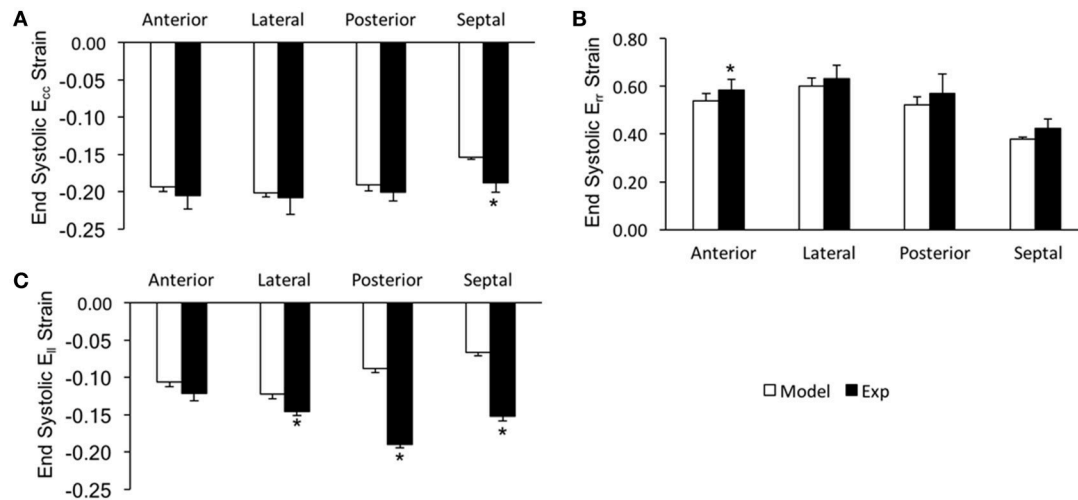 A
Anterior Lateral Posterior Septal
0.00
-0.05
-0.10
-0.15
-0.20
-0.25
End Systolic Ecc Strain
*
B
0.80
0.60
0.40
0.20
0.00
End Systolic Err Strain
*
Anterior Lateral Posterior Septal
C
Anterior Lateral Posterior Septal
0.00
-0.05
-0.10
-0.15
-0.20
-0.25
End Systolic Ell Strain
* * *
Model Exp